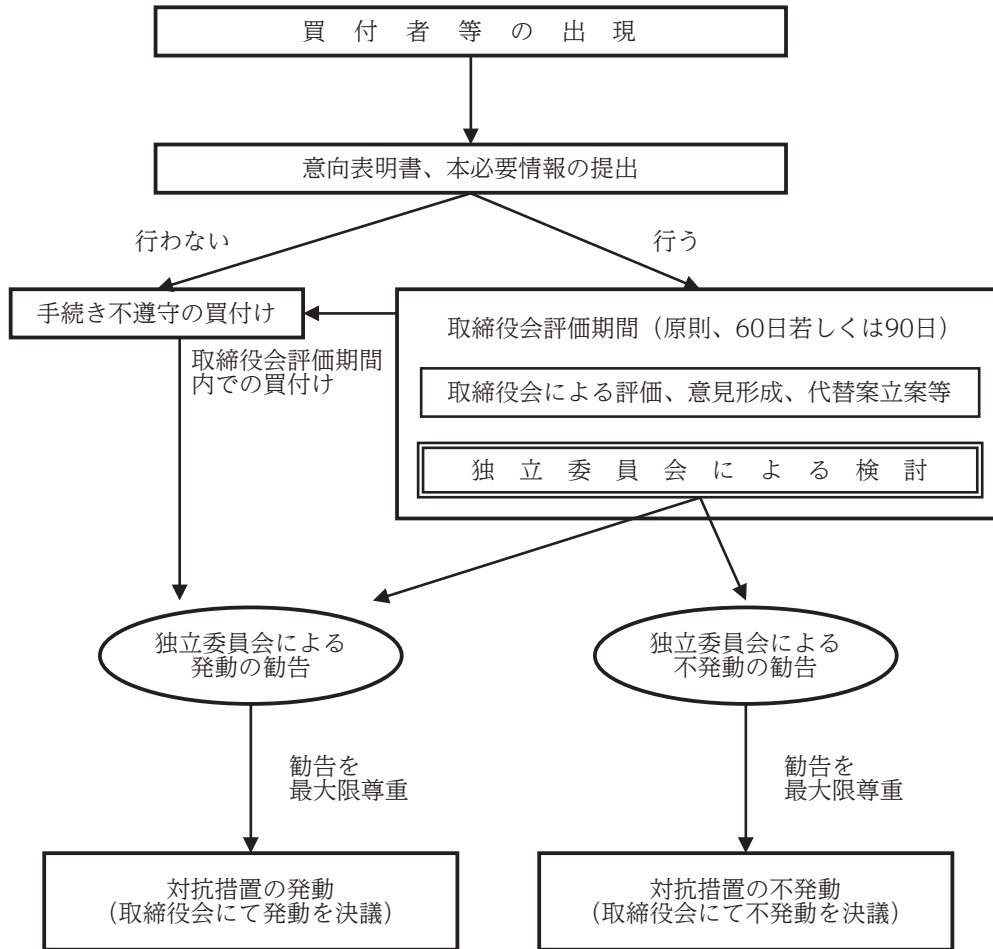 買付者等の出現
意向表明書、本必要情報の提出
行わない
行う
手続き不遵守の買付け
取締役会評価期間（原則、60日若しくは90日）
取締役会評価期間
内での買付け
取締役会による評価、意見形成、代替案立案等
独立委員会による検討
独立委員会による
発動の勧告
独立委員会による
不発動の勧告
勧告を
最大限尊重
勧告を
最大限尊重
対抗措置の発動
（取締役会にて発動を決議）
対抗措置の不発動
（取締役会にて不発動を決議）